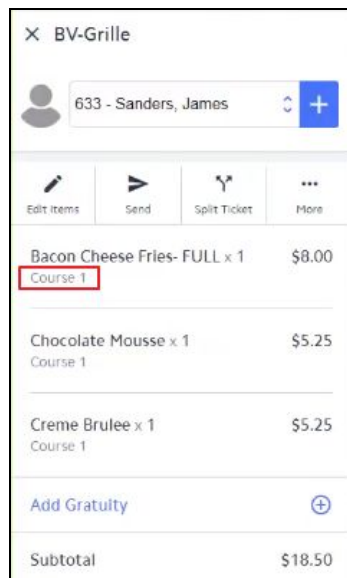 × BV-Grille
633 - Sanders, James
+
Edit Items Send Split Ticket More
Bacon Cheese Fries- FULL x 1 $8.00
Course 1
Chocolate Mousse x 1 $5.25
Course 1
Creme Brulee x 1 $5.25
Course 1
Add Gratuity
Subtotal $18.50